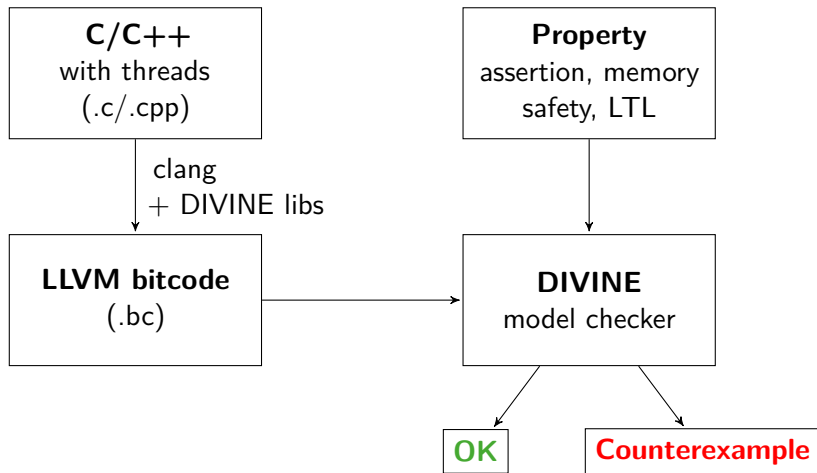 C/C++
with threads
(.c/.cpp)
Property
assertion, memory
safety, LTL
clang
+ DIVINE libs
LLVM bitcode
(.bc)
DIVINE
model checker
OK
Counterexample